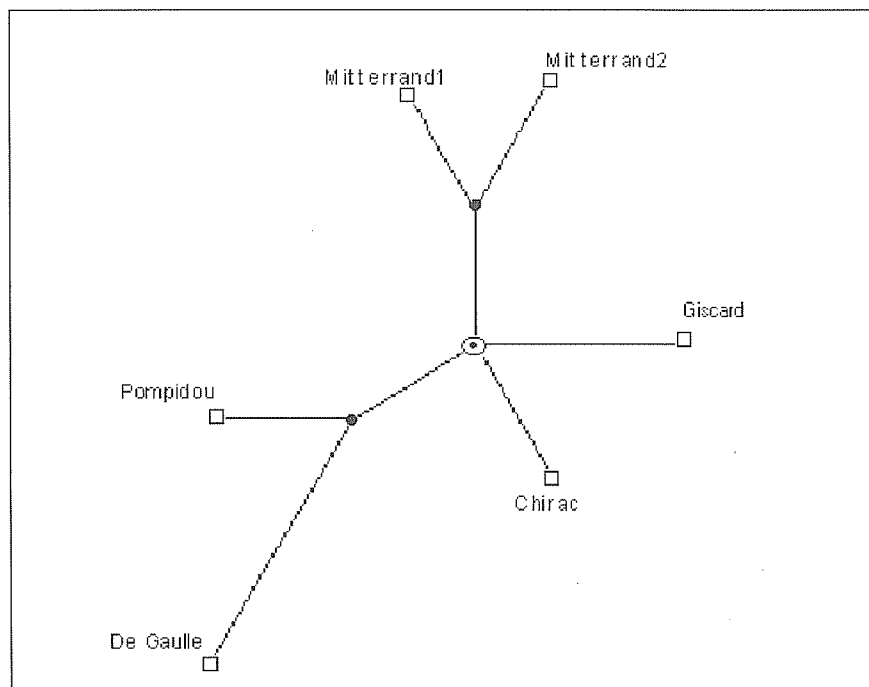 Mitterrand1
Mitterrand2
Giscard
Pompidou
Chirac
De Gaulle